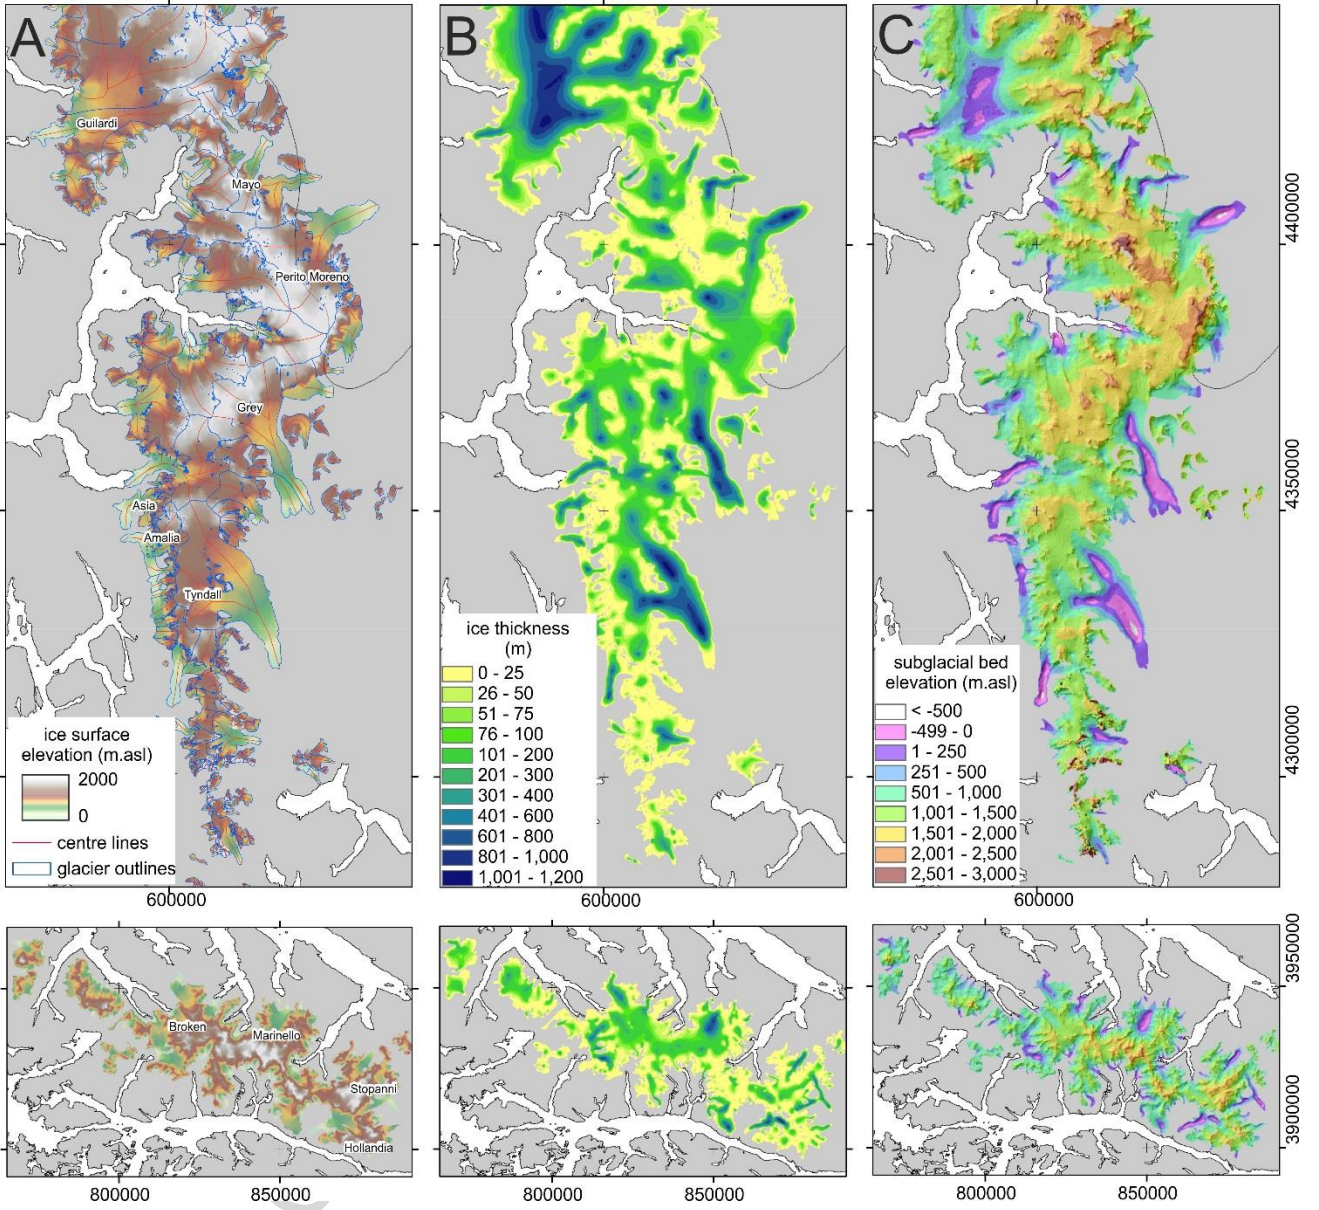 A
B
C
Guilardi
Mayo
Perito Moreno
Grey
Asia
Amalia
Tyndall
ice surface
elevation (m.asl)
2000
0
centre lines
glacier outlines
ice thickness
(m)
0 - 25
26 - 50
51 - 75
76 - 100
101 - 200
201 - 300
301 - 400
401 - 600
601 - 800
801 - 1,000
1,001 - 1,200
subglacial bed
elevation (m.asl)
< -500
-499 - 0
1 - 250
251 - 500
501 - 1,000
1,001 - 1,500
1,501 - 2,000
2,001 - 2,500
2,501 - 3,000
4400000
4350000
4300000
600000
600000
600000
Broken
Marinello
Stopanni
Hollandia
3950000
3900000
800000
850000
800000
850000
800000
850000